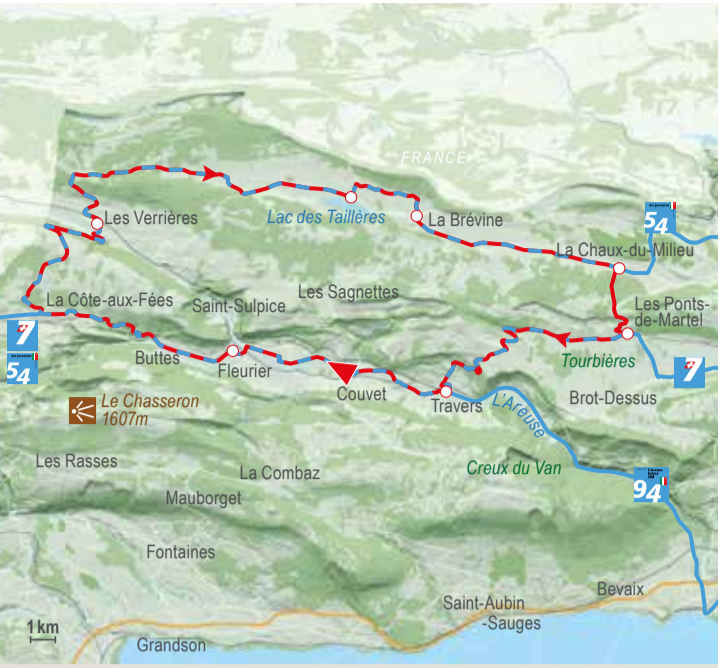 FRANCE
Les Verrières
Lac des Taillères
La Brévine
54
La Chaux-du-Milieu
La Côte-aux-Fées
Saint-Sulpice
Les Sagnettes
Les Ponts-
de-Martel
7
54
Buttes
Fleurier
Couvet
Travers
L'Areuse
Tourbières
7
Brot-Dessus
Le Chasseron
1607m
Les Rasses
La Combaz
Creux du Van
94
Mauborget
Fontaines
Bevaix
Saint-Aubin
-Sauges
1 km
Grandson